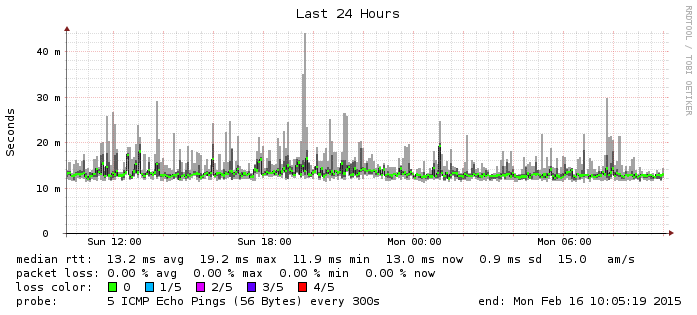 Last 24 Hours
RRDTOOL / TOBI OETIKER
Seconds
40 m
30 m
20 m
10 m
0
Sun 12:00 Sun 18:00 Mon 00:00 Mon 06:00
median rtt: 13.2 ms avg 19.2 ms max 11.9 ms min 13.0 ms now 0.9 ms sd 15.0 am/s
packet loss: 0.00 % avg 0.00 % max 0.00 % min 0.00 % now
loss color: 0 1/5 2/5 3/5 4/5
probe: 5 ICMP Echo Pings (56 Bytes) every 300s end: Mon Feb 16 10:05:19 2015